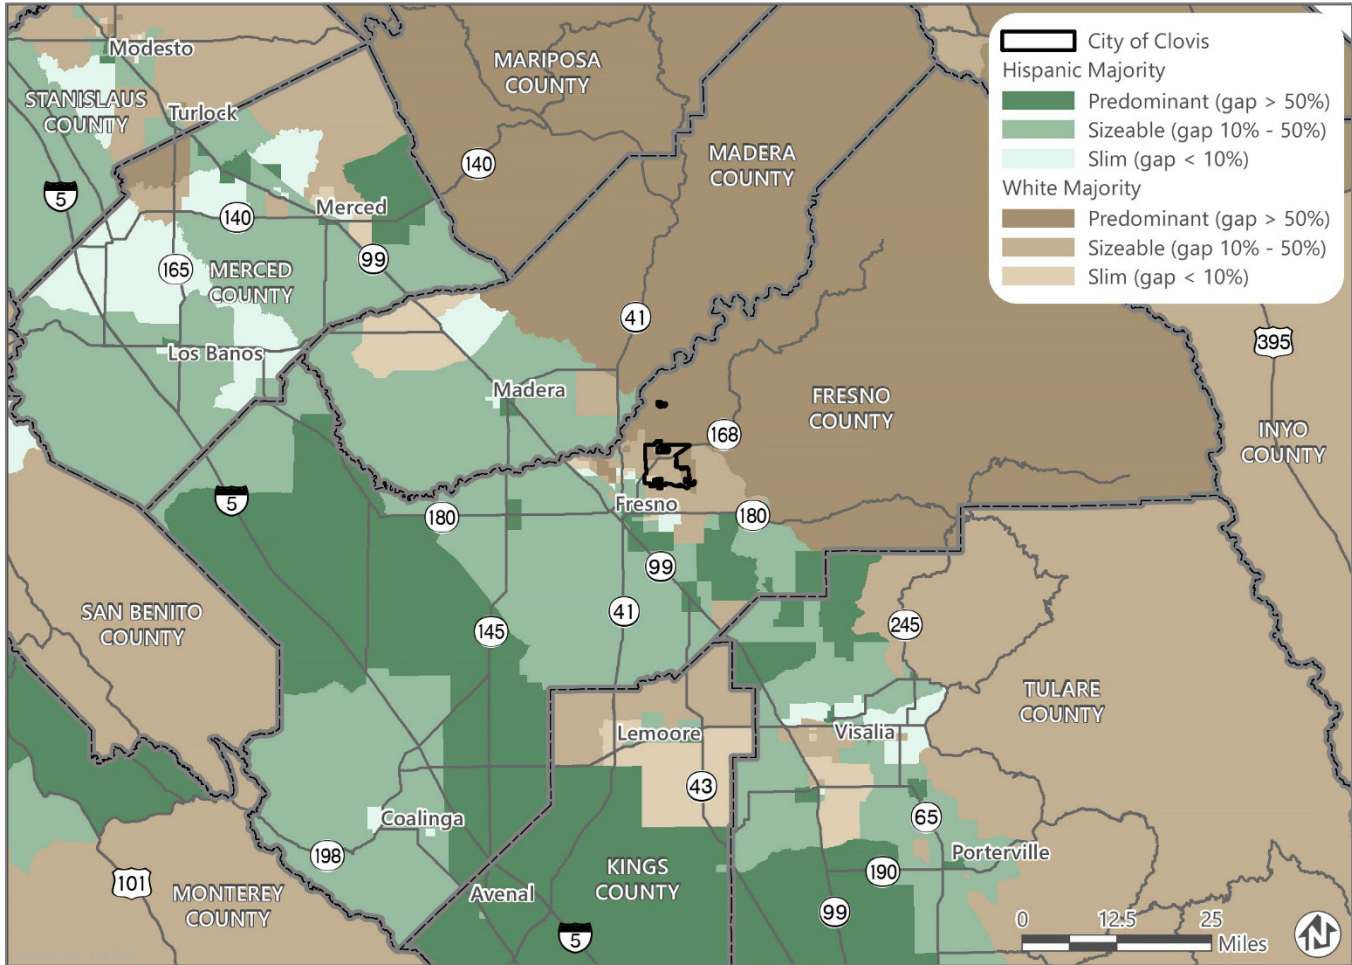 City of Clovis
Hispanic Majority
Predominant (gap > 50%)
Sizeable (gap 10% - 50%)
Slim (gap < 10%)
White Majority
Predominant (gap > 50%)
Sizeable (gap 10% - 50%)
Slim (gap < 10%)
Modesto
MARIPOSA
COUNTY
STANISLAUS
COUNTY
Turlock
140
MADERA
COUNTY
5
140
Merced
99
165
MERCED
COUNTY
41
395
Los Banos
Madera
FRESNO
COUNTY
168
INYO
COUNTY
5
180
Fresno
180
99
SAN BENITO
COUNTY
145
41
245
TULARE
COUNTY
Lemoore
Visalia
43
Coalinga
65
198
Porterville
101
MONTEREY
COUNTY
Avenal
KINGS
COUNTY
190
99
5
0
12.5
25
Miles
N